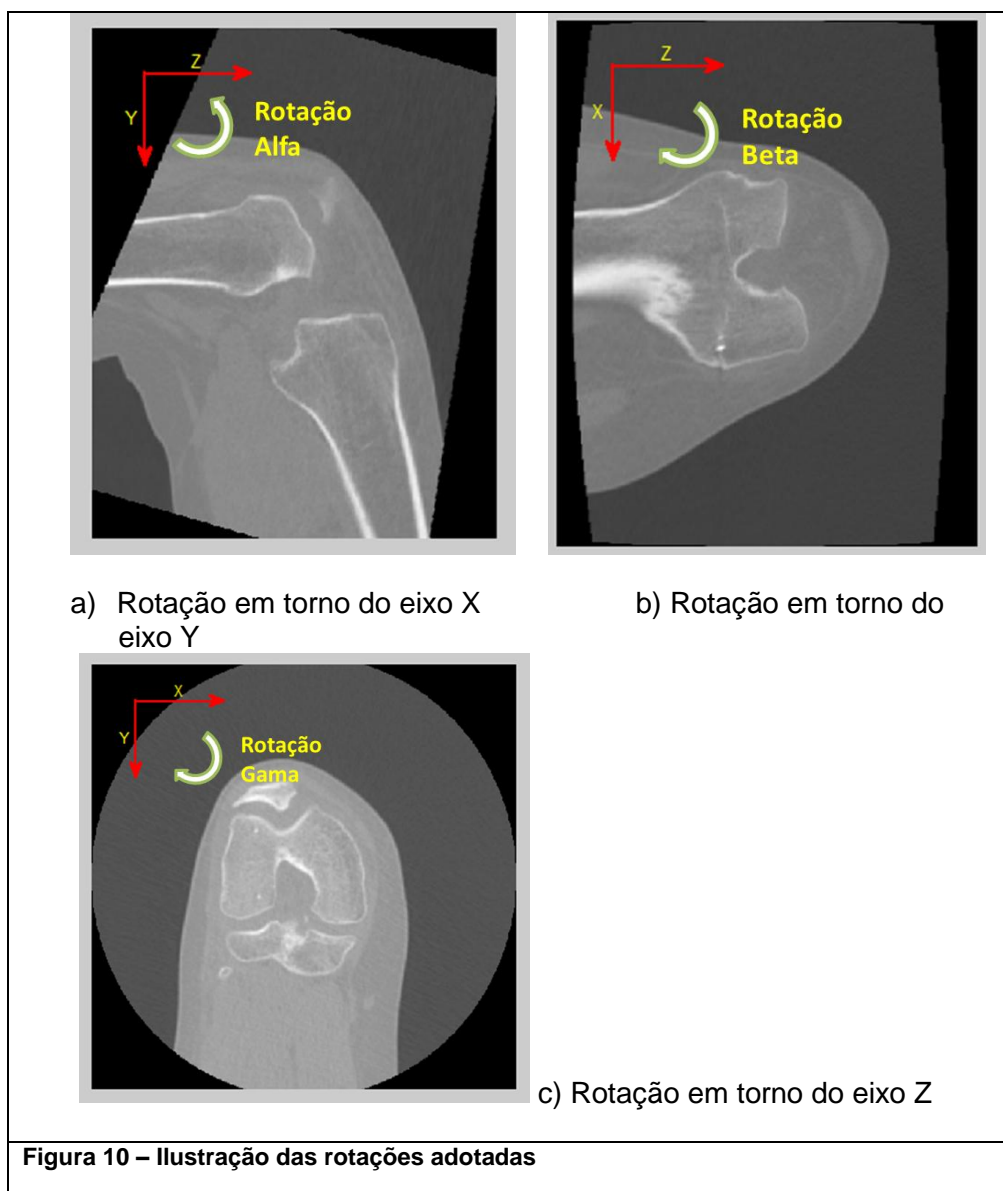 Z
Y
Rotação
Alfa
Z
X
Rotação
Beta
a) Rotação em torno do eixo X b) Rotação em torno do
eixo Y
X
Y
Rotação
Gama
c) Rotação em torno do eixo Z
Figura 10 – Ilustração das rotações adotadas